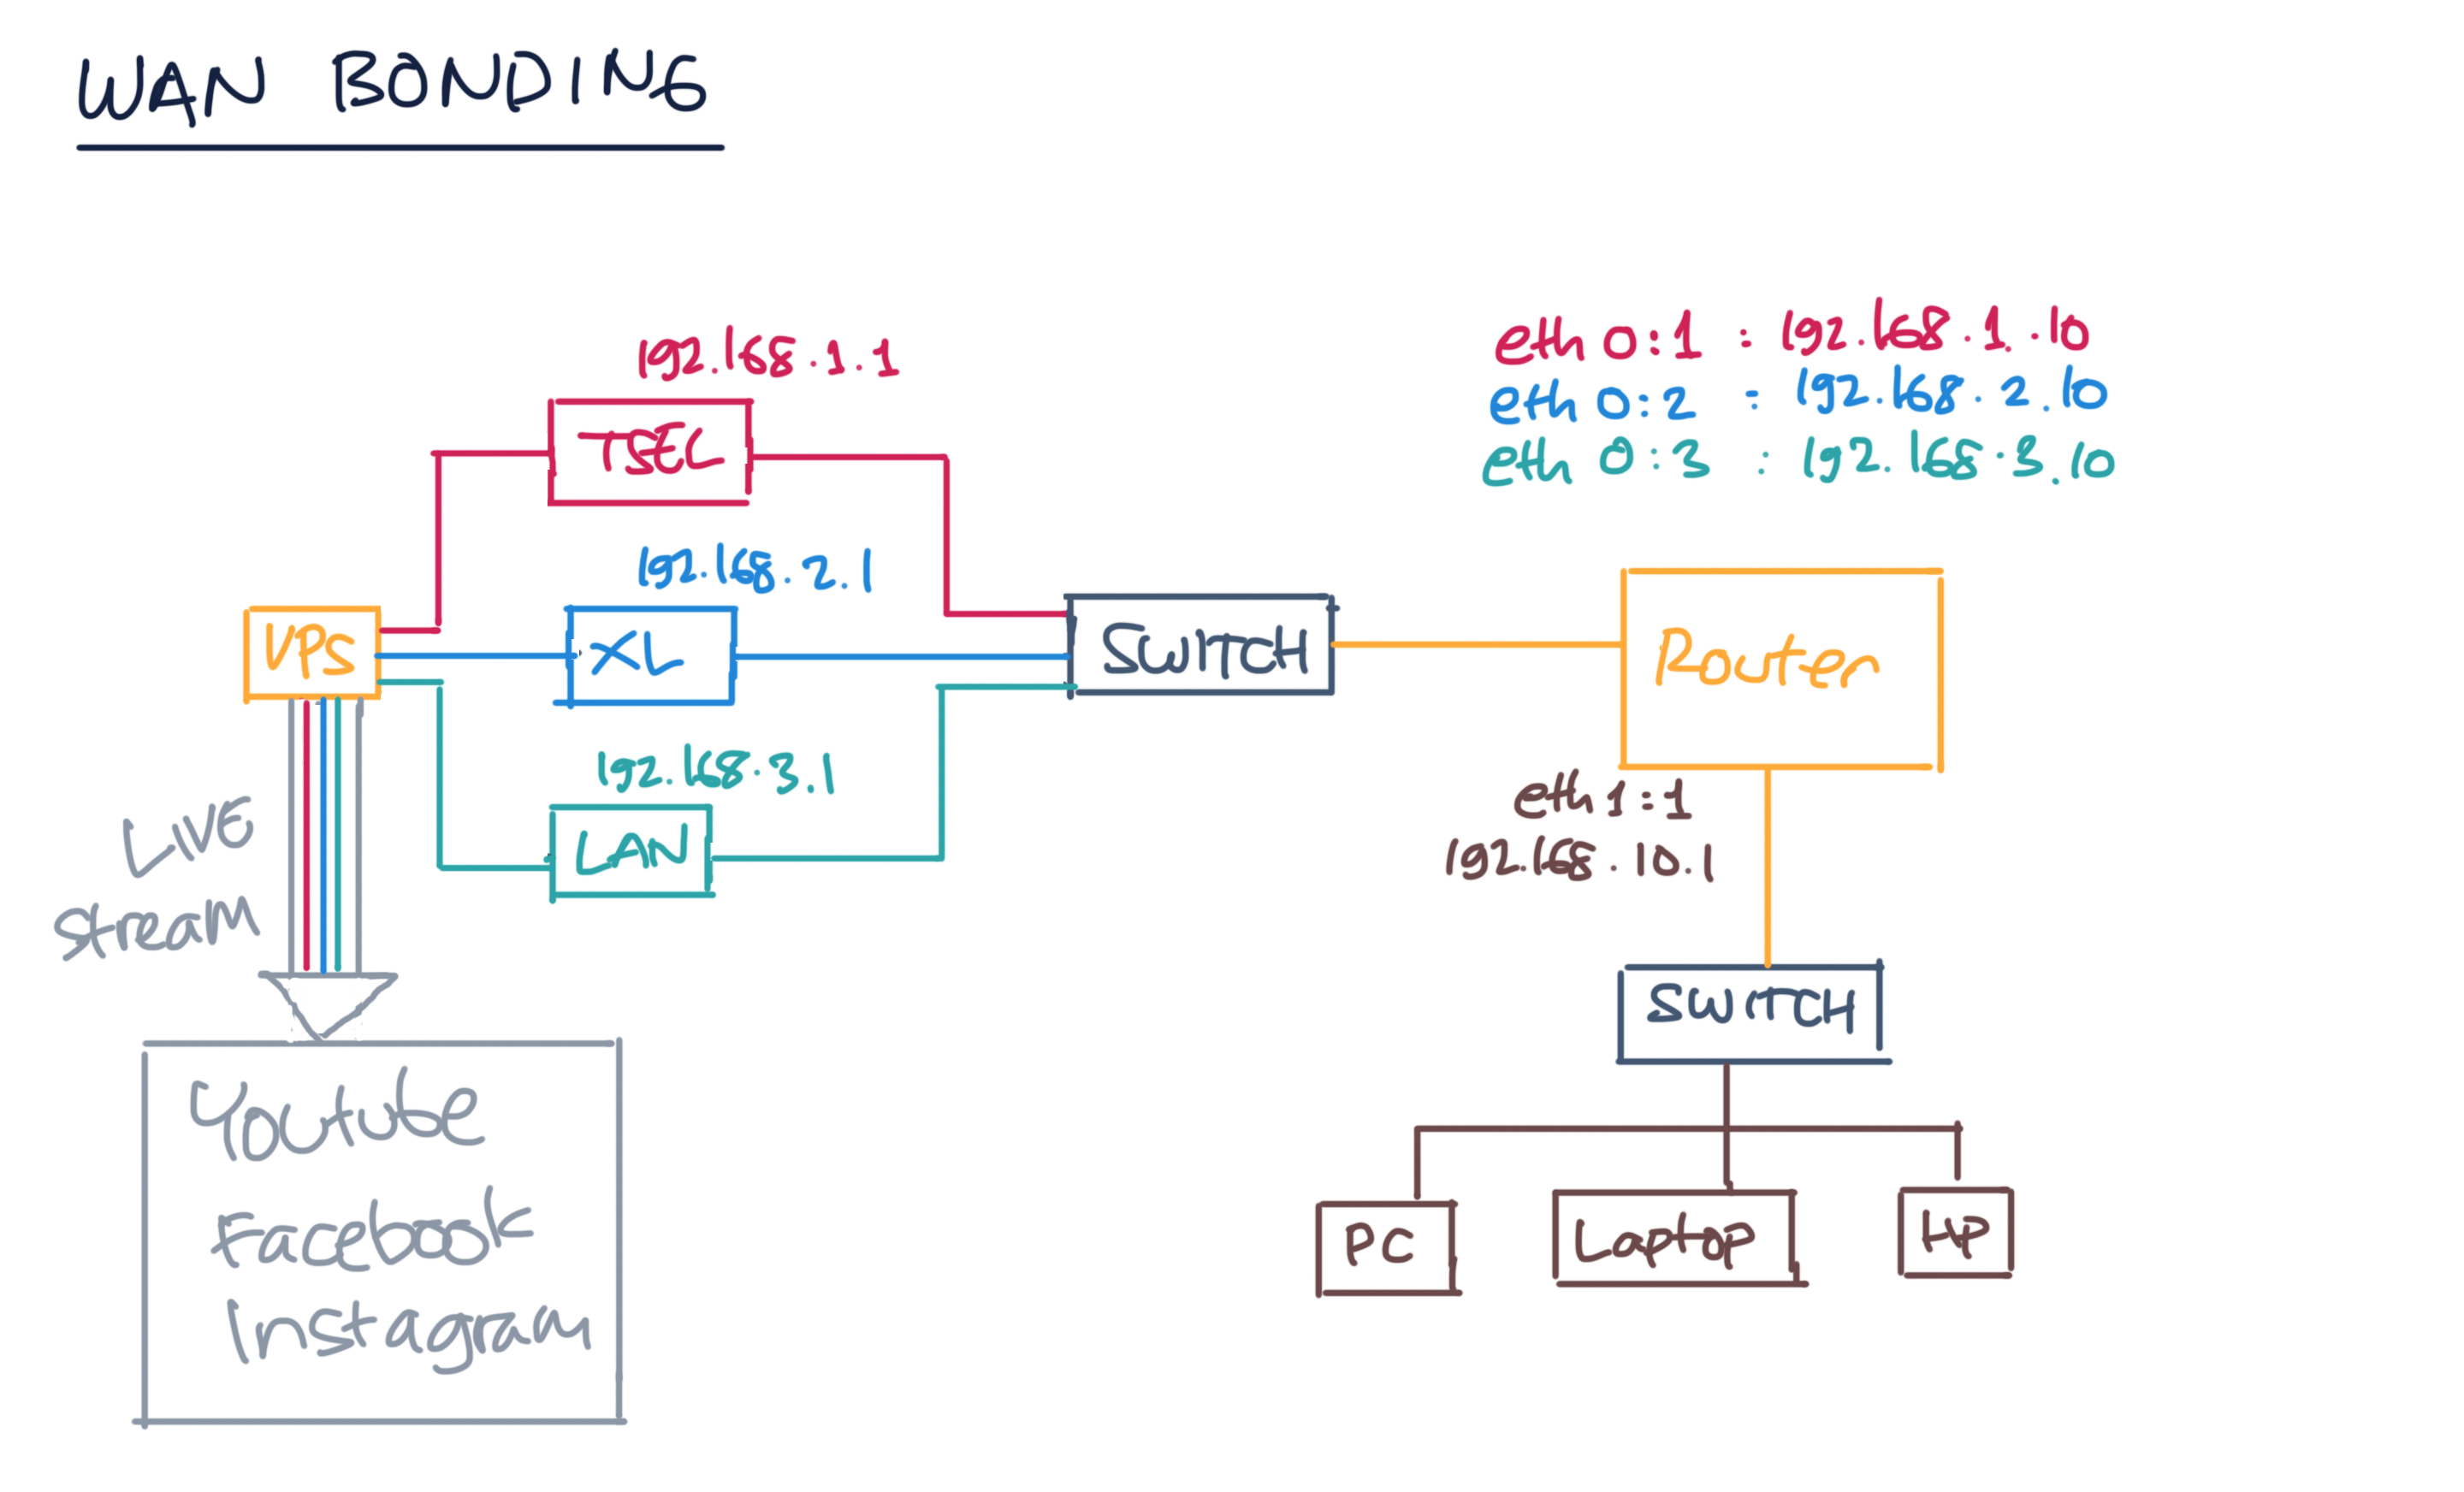 WAN BONDING
192.168.1.1
TSEL
eth 0:1 : 192.168.1.10
eth 0:2 : 192.168.2.10
eth 0:3 : 192.168.3.10
192.168.2.1
VPS
XL
SWITCH
Router
192.168.3.1
LAN
eth 1:1
192.168.10.1
LIVE
Stream
SWITCH
Youtube
Facebook
Instagram
PC
Laptop
HP